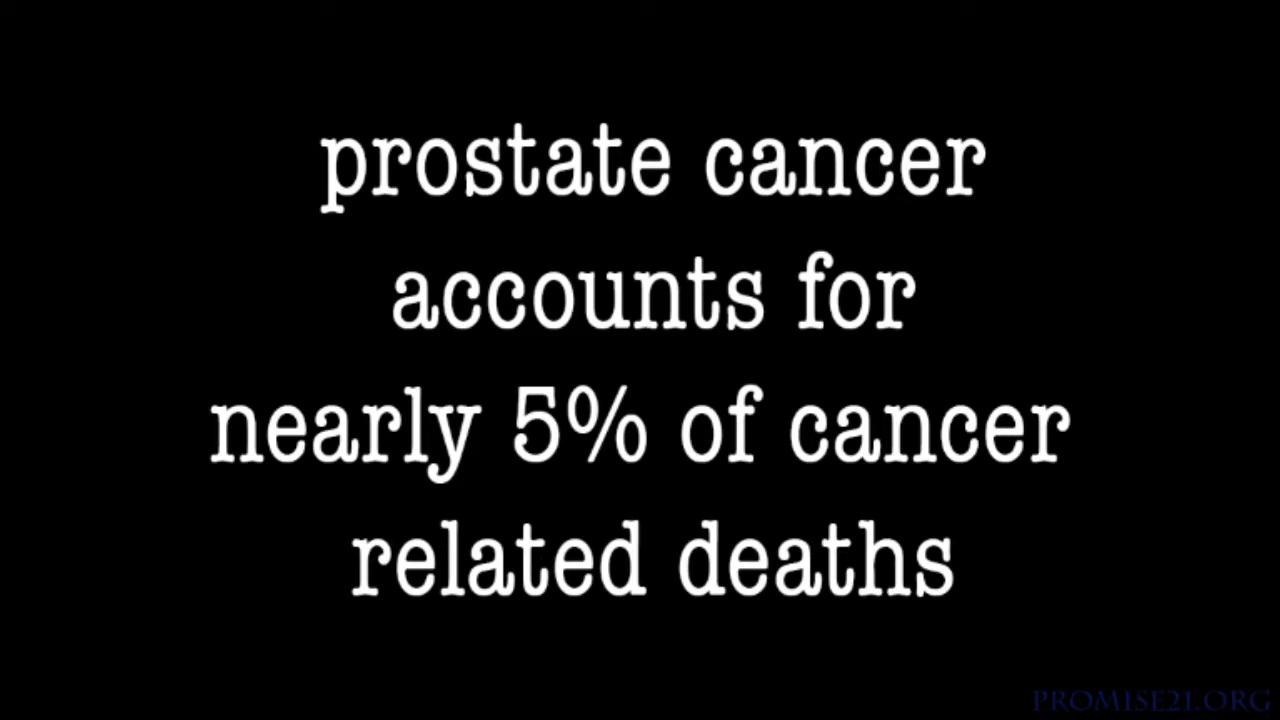 prostate cancer
accounts for
nearly 5% of cancer
related deaths
PROMISE21.ORG